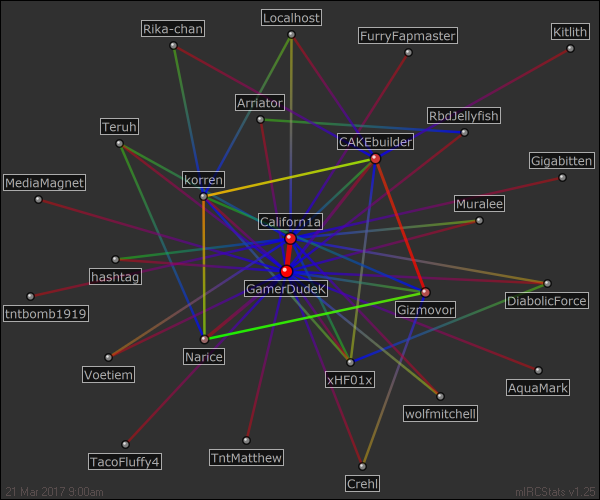 Localhost
Rika-chan
FurryFapmaster
Kitlith
Arriator
RbdJellyfish
Teruh
CAKEbuilder
Gigabitten
MediaMagnet
korren
Muralee
Californ1a
hashtag
GamerDudeK
DiabolicForce
tntbomb1919
Gizmovor
Narice
Voetiem
xHF01x
AquaMark
wolfmitchell
TacoFluffy4
TntMatthew
Crehl
21 Mar 2017 9:00am
mIRCStats v1.25